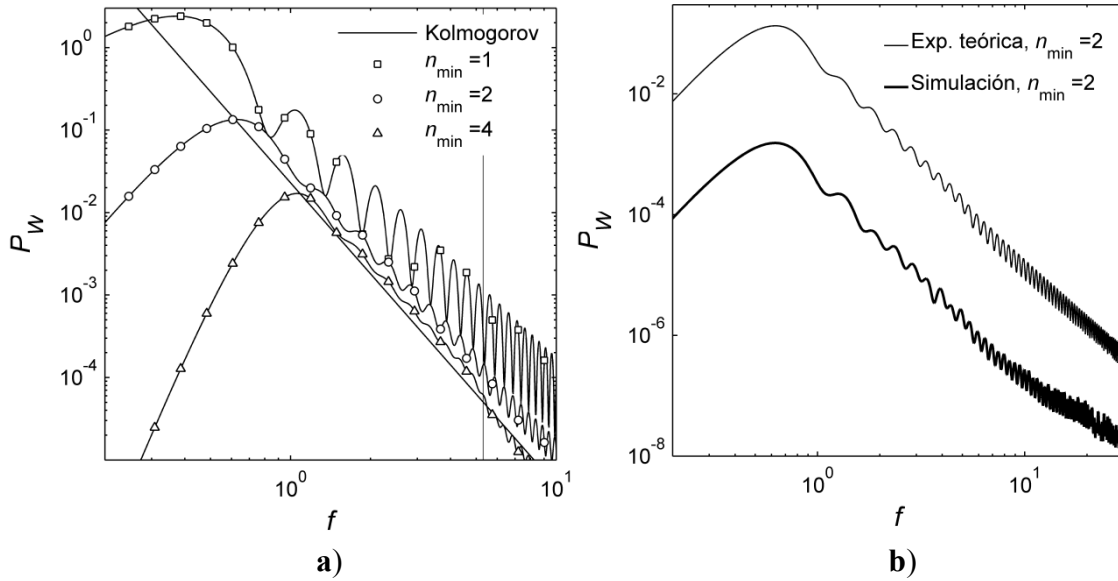 Kolmogorov
n_min =1
n_min =2
n_min =4
10^0
10^-1
10^-2
10^-3
10^-4
P_W
10^0
10^1
f
a)
Exp. teórica, n_min =2
Simulación, n_min =2
10^-2
10^-4
10^-6
10^-8
P_W
10^0
10^1
f
b)